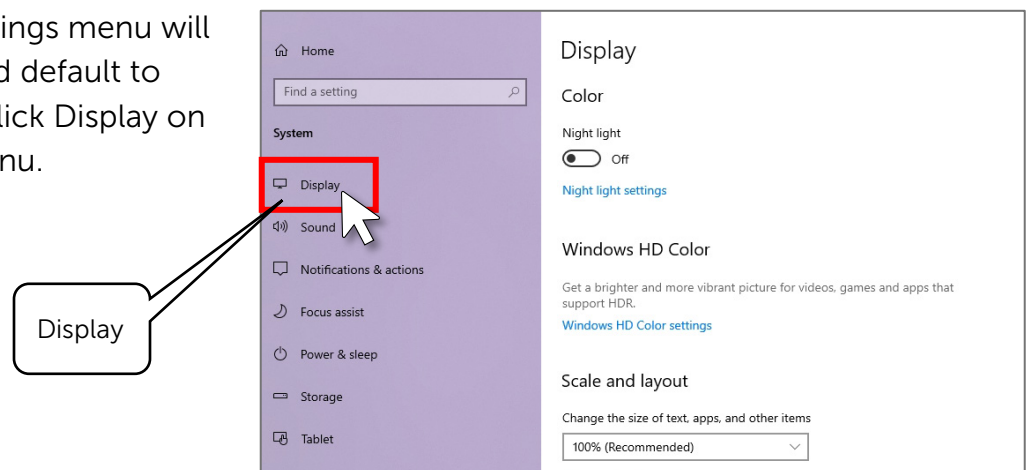 ings menu will
d default to
lick Display on
nu.
Display
Home
Find a setting
System
Display
Sound
Notifications & actions
Focus assist
Power & sleep
Storage
Tablet
Display
Color
Night light
Off
Night light settings
Windows HD Color
Get a brighter and more vibrant picture for videos, games and apps that
support HDR.
Windows HD Color settings
Scale and layout
Change the size of text, apps, and other items
100% (Recommended)